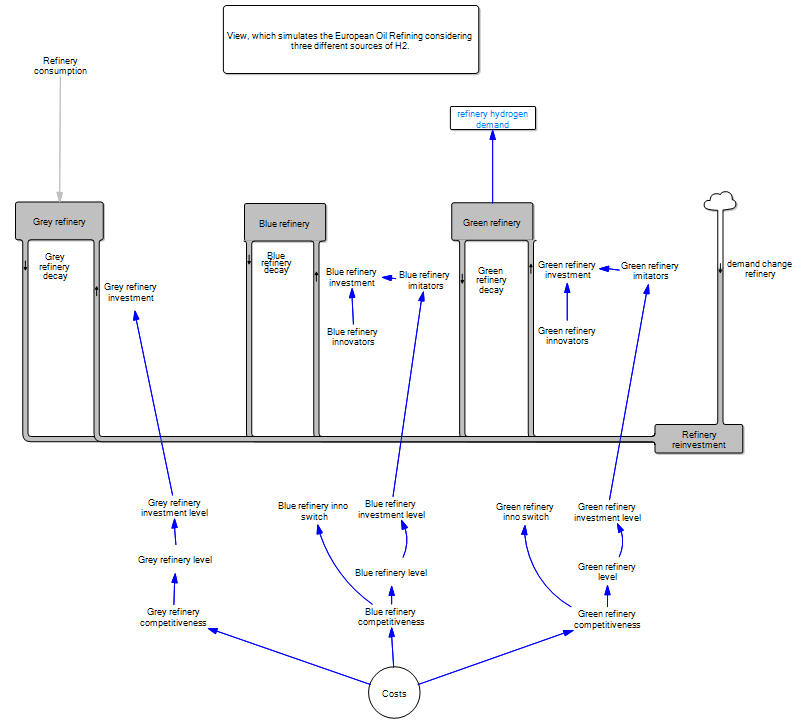 View, which simulates the European Oil Refining considering
three different sources of H2.
Refinery
consumption
refinery hydrogen
demand
Grey refinery
Blue refinery
Green refinery
Grey
refinery
decay
Grey refinery
investment
Blue
refinery
decay
Blue refinery
investment
Blue refinery
imitators
Blue refinery
innovators
Green
refinery
decay
Green refinery
investment
Green refinery
imitators
Green refinery
innovators
demand change
refinery
Refinery
reinvestment
Grey refinery
investment level
Blue refinery inno
switch
Blue refinery
investment level
Green refinery
inno switch
Green refinery
investment level
Grey refinery level
Blue refinery level
Green refinery
level
Grey refinery
competitiveness
Blue refinery
competitiveness
Green refinery
competitiveness
Costs